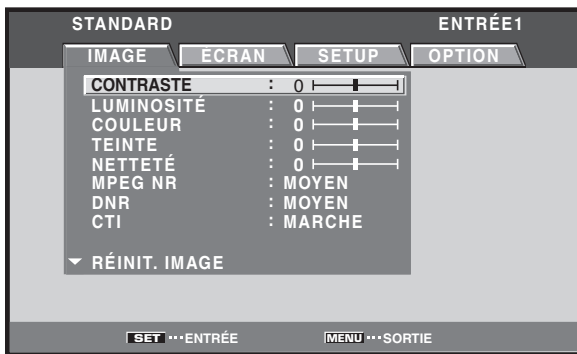 STANDARD ENTRÉE1
IMAGE ÉCRAN SETUP OPTION
CONTRASTE : 0
LUMINOSITÉ : 0
COULEUR : 0
TEINTE : 0
NETTETÉ : 0
MPEG NR : MOYEN
DNR : MOYEN
CTI : MARCHE
RÉINIT. IMAGE
SET ···ENTRÉE MENU ···SORTIE